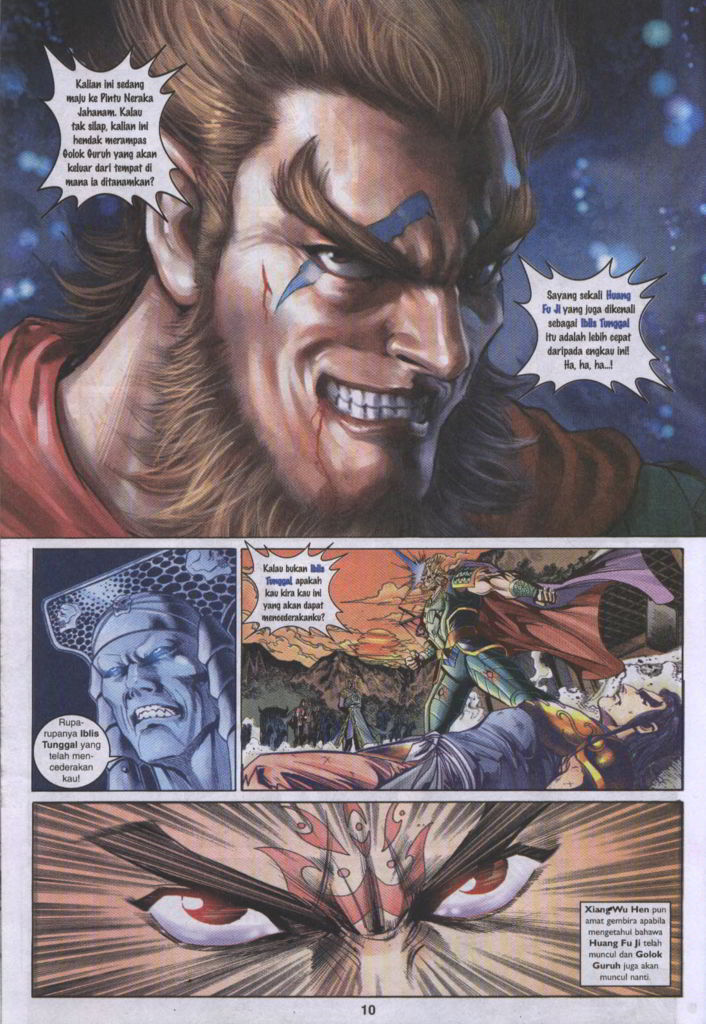 Kalian ini sedang
maju ke Pintu Neraka
Jahanam. Kalau
tak silap, kalian ini
hendak merampas
Golok Guruh yang akan
keluar dari tempat di
mana ia ditanamkan?
Sayang sekali Huang
Fu Ji yang juga dikenali
sebagai Iblis Tunggal
itu adalah lebih cepat
daripada engkau ini!
Ha, ha, ha...!
Rupa-
rupanya Iblis
Tunggal yang
telah men-
cederakan
kau!
Kalau bukan Iblis
Tunggal apakah
kau kira kau ini
yang akan dapat
mencederakanku?
Xiang Wu Hen pun
amat gembira apabila
mengetahui bahawa
Huang Fu Ji telah
muncul dan Golok
Guruh juga akan
muncul nanti.
10